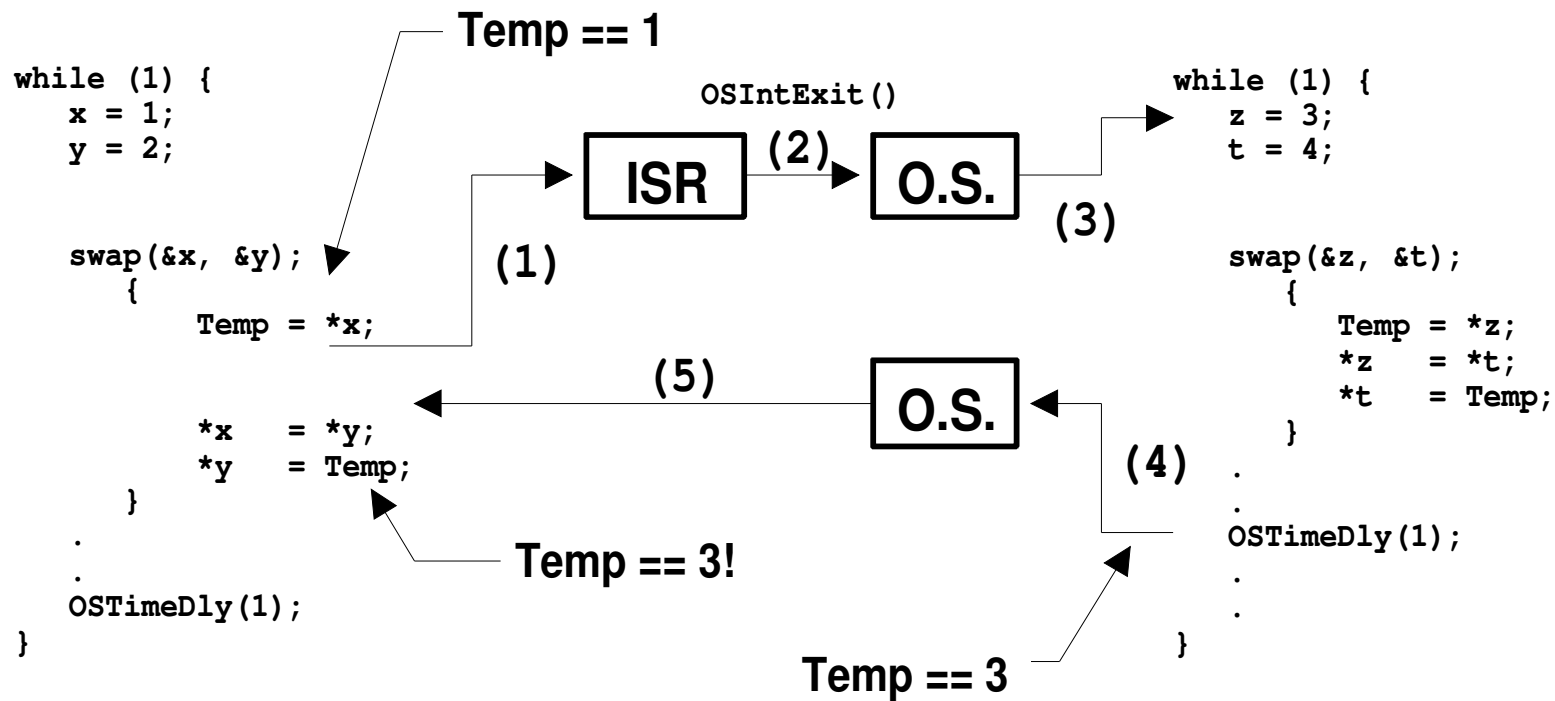 Temp == 1
while (1) {
x = 1;
y = 2;
swap(&x, &y);
{
Temp = *x;
*x = *y;
*y = Temp;
}
.
.
OSTimeDly(1);
}
Temp == 3!
(1)
ISR
OSIntExit()
(2)
O.S.
(3)
while (1) {
z = 3;
t = 4;
swap(&z, &t);
{
Temp = *z;
*z = *t;
*t = Temp;
}
.
.
OSTimeDly(1);
.
.
}
Temp == 3
(4)
O.S.
(5)